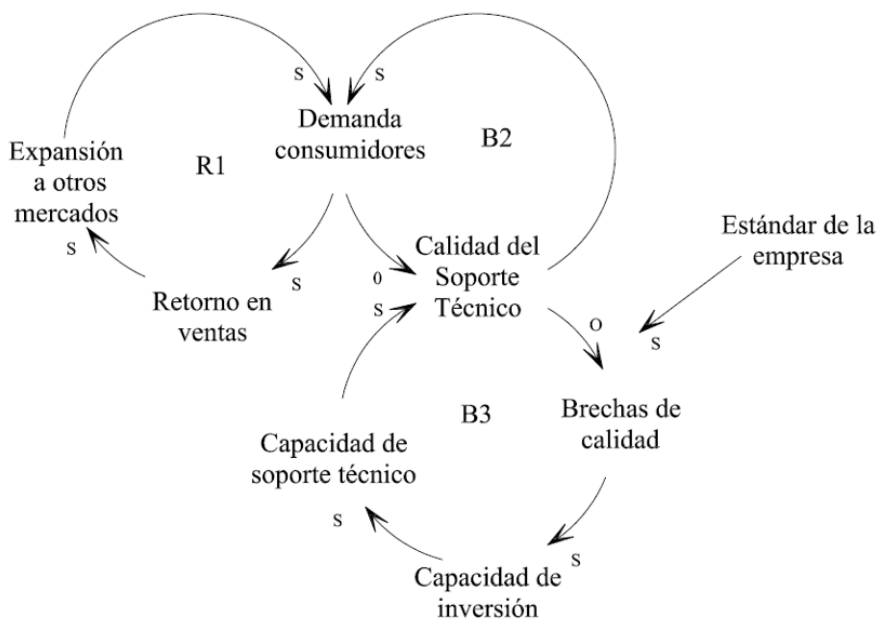 S
S
Demanda
consumidores
B2
Expansión
a otros
mercados
R1
S
Calidad del
Soporte
Técnico
Estándar de la
empresa
S
0
S
Retorno en
ventas
O
S
B3
Brechas de
calidad
Capacidad de
soporte técnico
S
S
Capacidad de
inversión